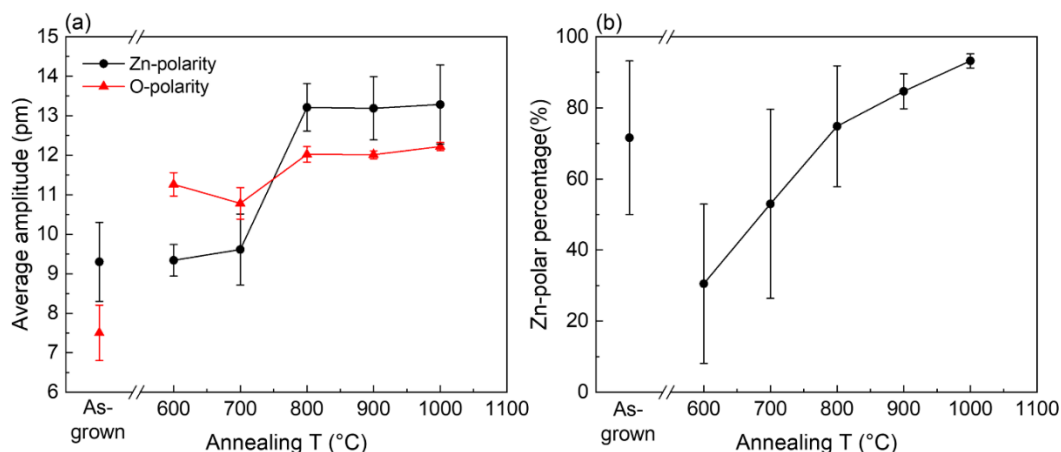 (a)
15
14
13
12
11
10
9
8
7
6
Average amplitude (pm)
Zn-polarity
O-polarity
As-
grown
600 700 800 900 1000 1100
Annealing T (°C)
(b)
100
80
60
40
20
0
Zn-polar percentage(%)
As-
grown
600 700 800 900 1000 1100
Annealing T (°C)